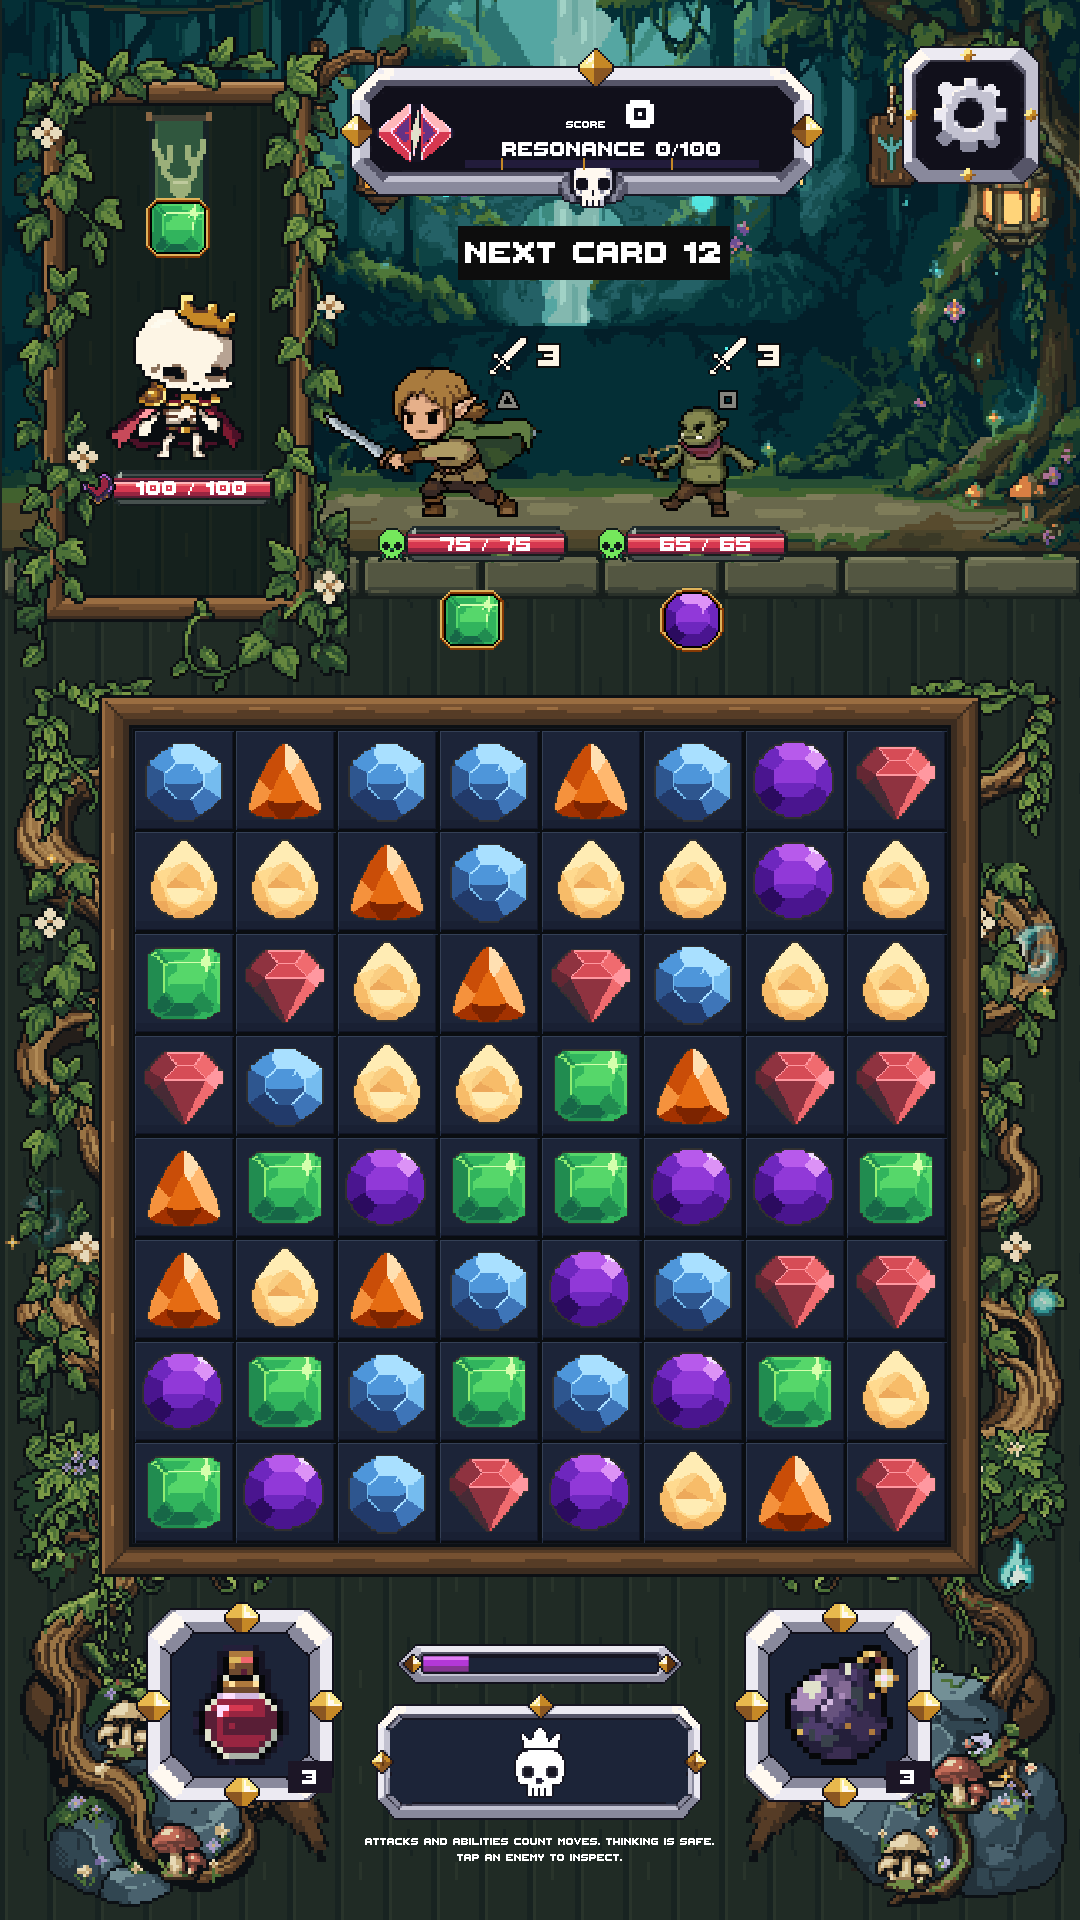 SCORE 0
RESONANCE 0/100
NEXT CARD 12
3
3
100 / 100
75 / 75
65 / 65
3
3
ATTACKS AND ABILITIES COUNT MOVES. THINKING IS SAFE.
TAP AN ENEMY TO INSPECT.